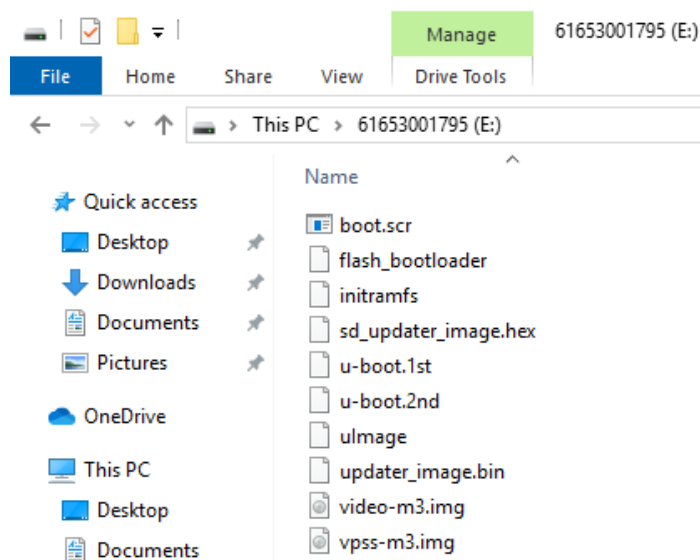 Manage
61653001795 (E:)
File
Home
Share
View
Drive Tools
This PC > 61653001795 (E:)
Name
Quick access
Desktop
Downloads
Documents
Pictures
OneDrive
This PC
Desktop
Documents
boot.scr
flash_bootloader
initramfs
sd_updater_image.hex
u-boot.1st
u-boot.2nd
uImage
updater_image.bin
video-m3.img
vpss-m3.img